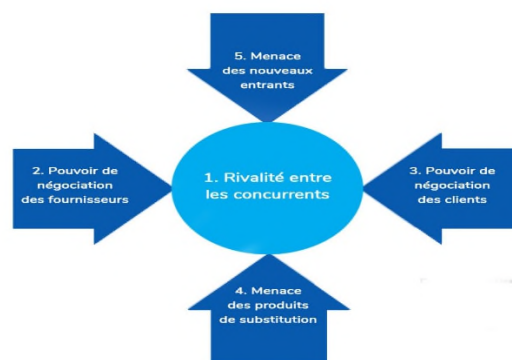 5. Menace
des nouveaux
entrants
2. Pouvoir de
négociation
des fournisseurs
1. Rivalité entre
les concurrents
3. Pouvoir de
négociation
des clients
4. Menace
des produits
de substitution